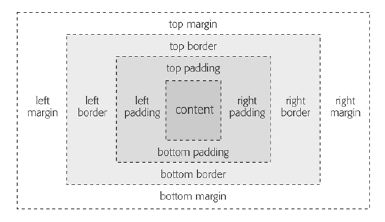 top margin
top border
top padding
left margin
left border
left padding
content
right padding
right border
right margin
bottom padding
bottom border
bottom margin